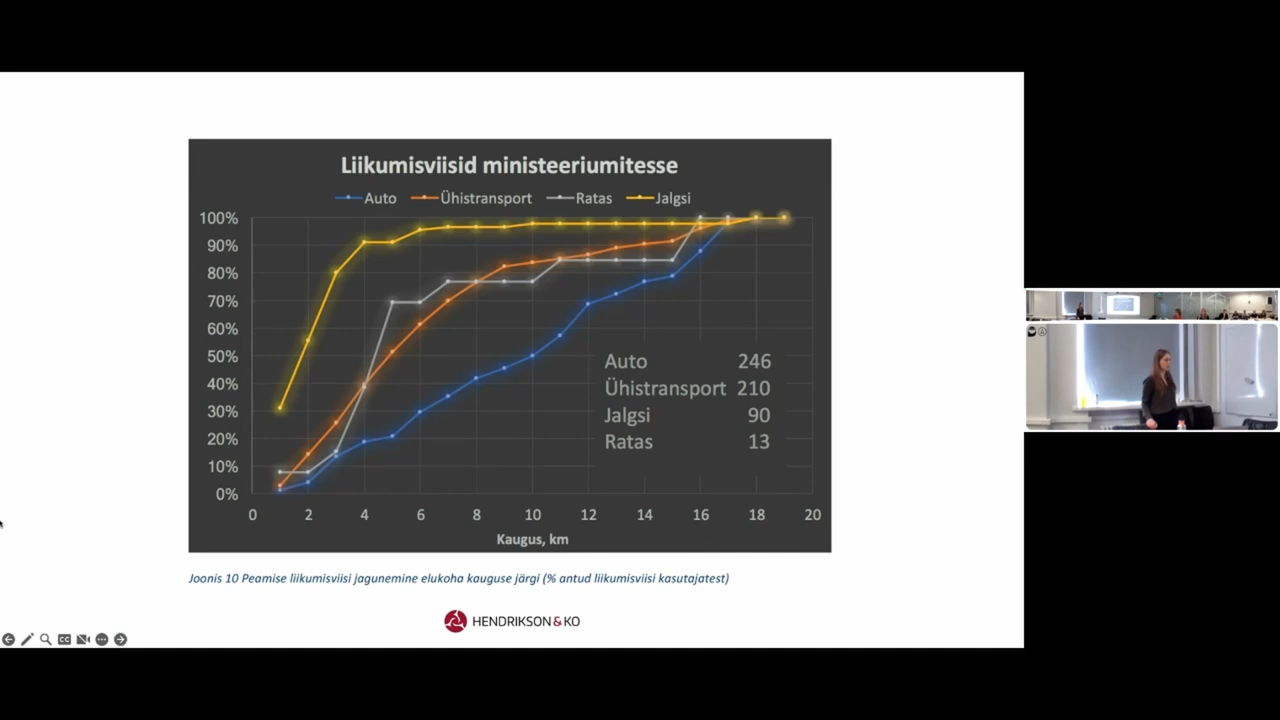 Liikumisviisid ministeeriumitesse
Auto Ühistransport Ratas Jalgsi
100%
90%
80%
70%
60%
50%
40%
30%
20%
10%
0%
Auto 246
Ühistransport 210
Jalgsi 90
Ratas 13
0 2 4 6 8 10 12 14 16 18 20
Kaugus, km
Joonis 10 Peamise liikumisviisi jagunemine elukoha kauguse järgi (% antud liikumisviisi kasutajatest)
HENDRIKSON&KO
CC